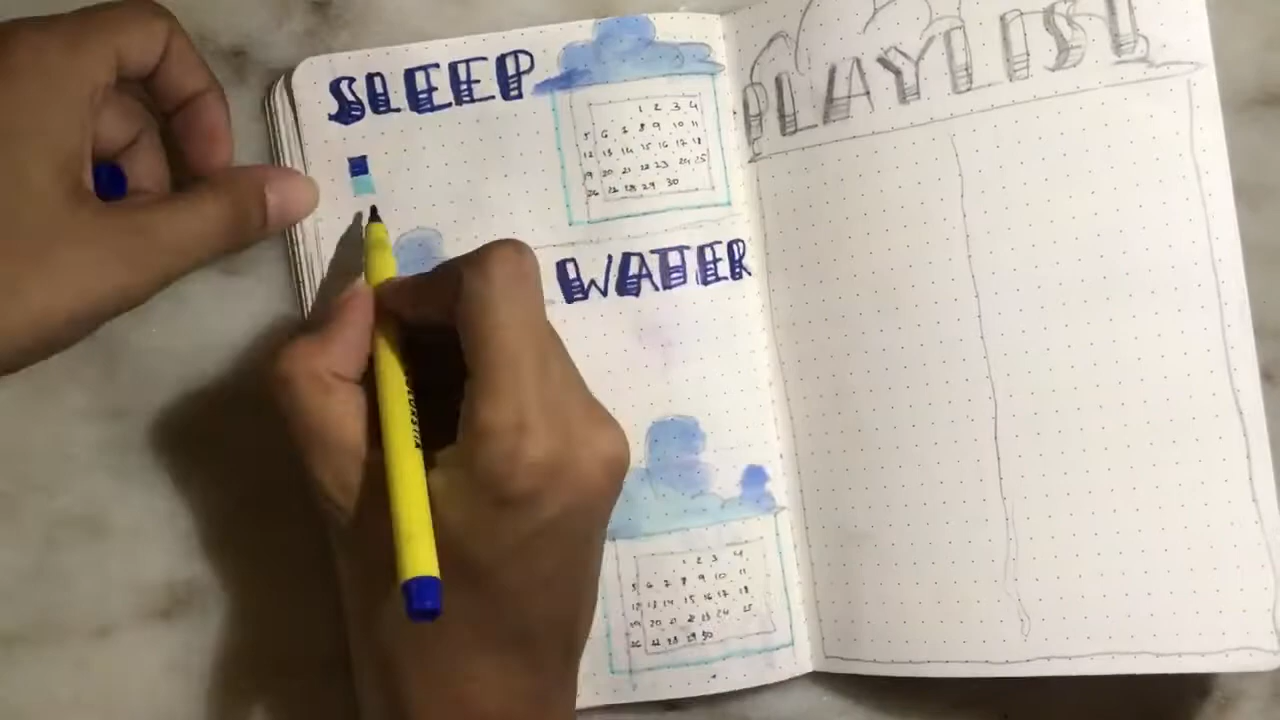 SLEEP
1 2 3 4
5 6 7 8 9 10 11
12 13 14 15 16 17 18
19 20 21 22 23 24 25
26 27 28 29 30
WATER
1 2 3 4
5 6 7 8 9 10 11
12 13 14 15 16 17 18
19 20 21 22 23 24 25
26 27 28 29 30
PLAYLIST